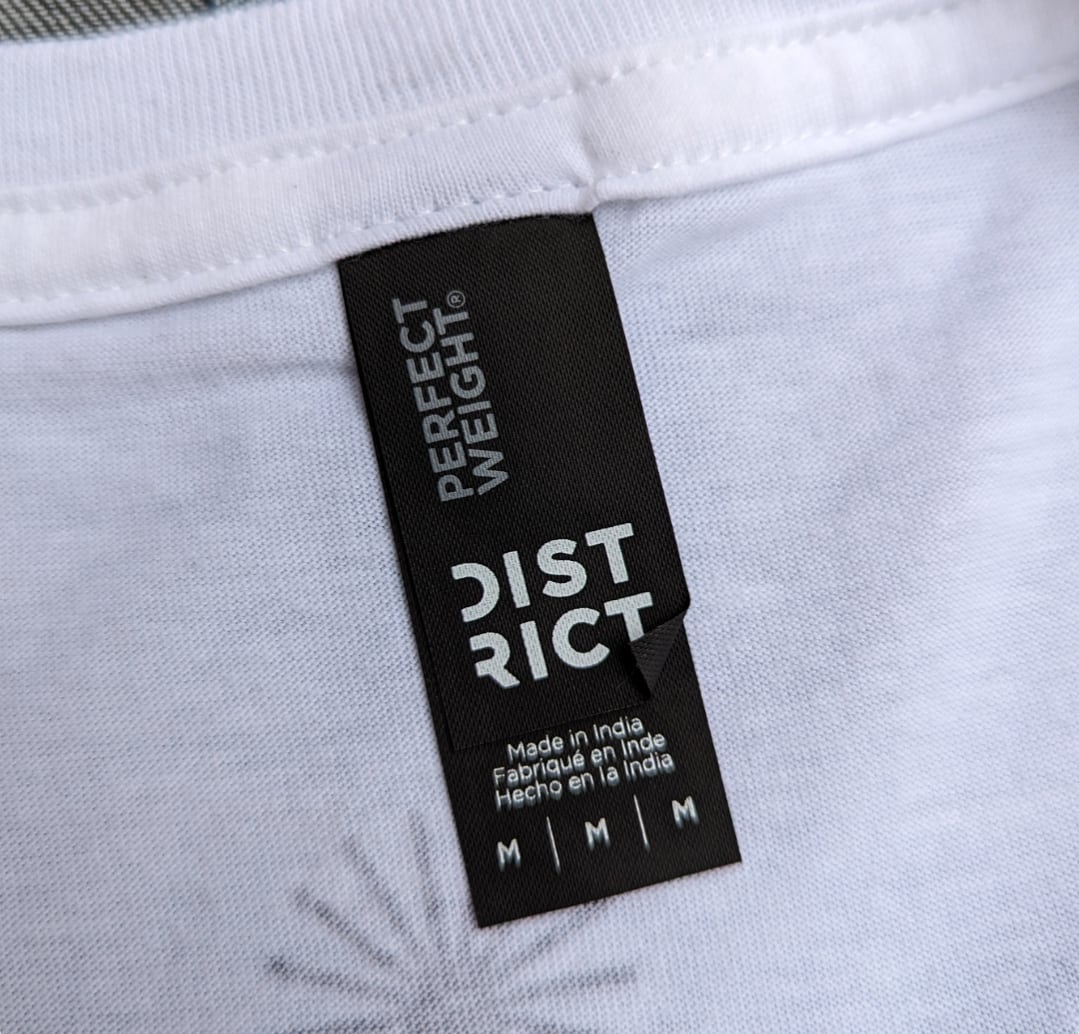 PERFECT
WEIGHT®
DIST
RICT
Made in India
Fabriqué en Inde
Hecho en la India
M | M | M